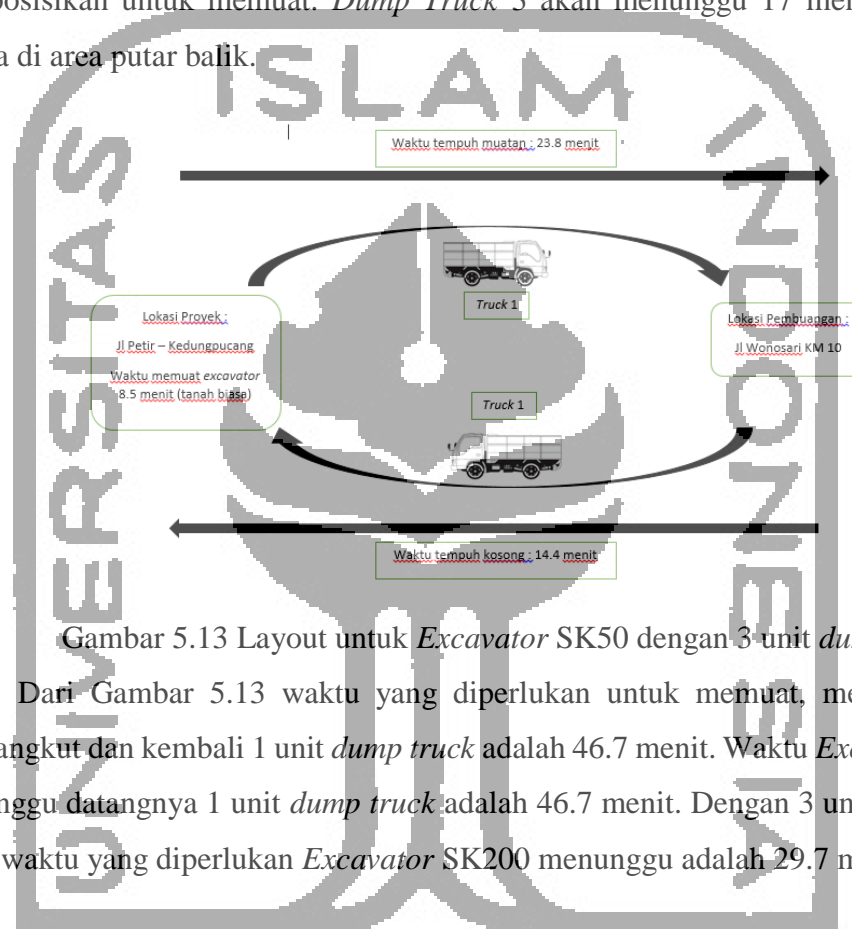 posisikan untuk memuat. Dump Truck 3 akan menunggu 17 men
a di area putar balik.
ISLAM
UNIVERSITAS
INDONESIA
Waktu tempuh muatan : 23.8 menit
Truck 1
Lokasi Proyek :
Jl Petir – Kedungpucang
Waktu memuat excavator
8.5 menit (tanah biasa)
Lokasi Pembuangan :
Jl Wonosari KM 10
Truck 1
Waktu tempuh kosong : 14.4 menit
Gambar 5.13 Layout untuk Excavator SK50 dengan 3 unit du
Dari Gambar 5.13 waktu yang diperlukan untuk memuat, me
angkut dan kembali 1 unit dump truck adalah 46.7 menit. Waktu Exc
nggu datangnya 1 unit dump truck adalah 46.7 menit. Dengan 3 un
waktu yang diperlukan Excavator SK200 menunggu adalah 29.7 m